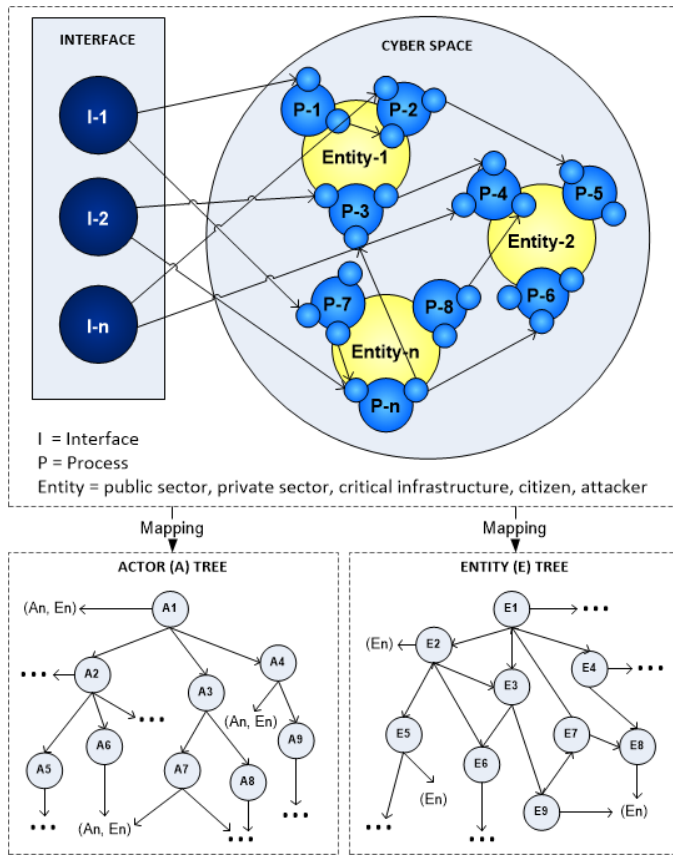 INTERFACE
CYBER SPACE
I-1
I-2
I-n
P-1
P-2
Entity-1
P-3
P-4
P-5
Entity-2
P-6
P-7
P-8
Entity-n
P-n
I = Interface
P = Process
Entity = public sector, private sector, critical infrastructure, citizen, attacker
Mapping
Mapping
ACTOR (A) TREE
(An, En)
A1
A2
A3
A4
(An, En)
A5
A6
A7
A8
A9
(An, En)
ENTITY (E) TREE
E1
(En)
E2
E3
E4
E5
E6
E7
E8
(En)
E9
(En)